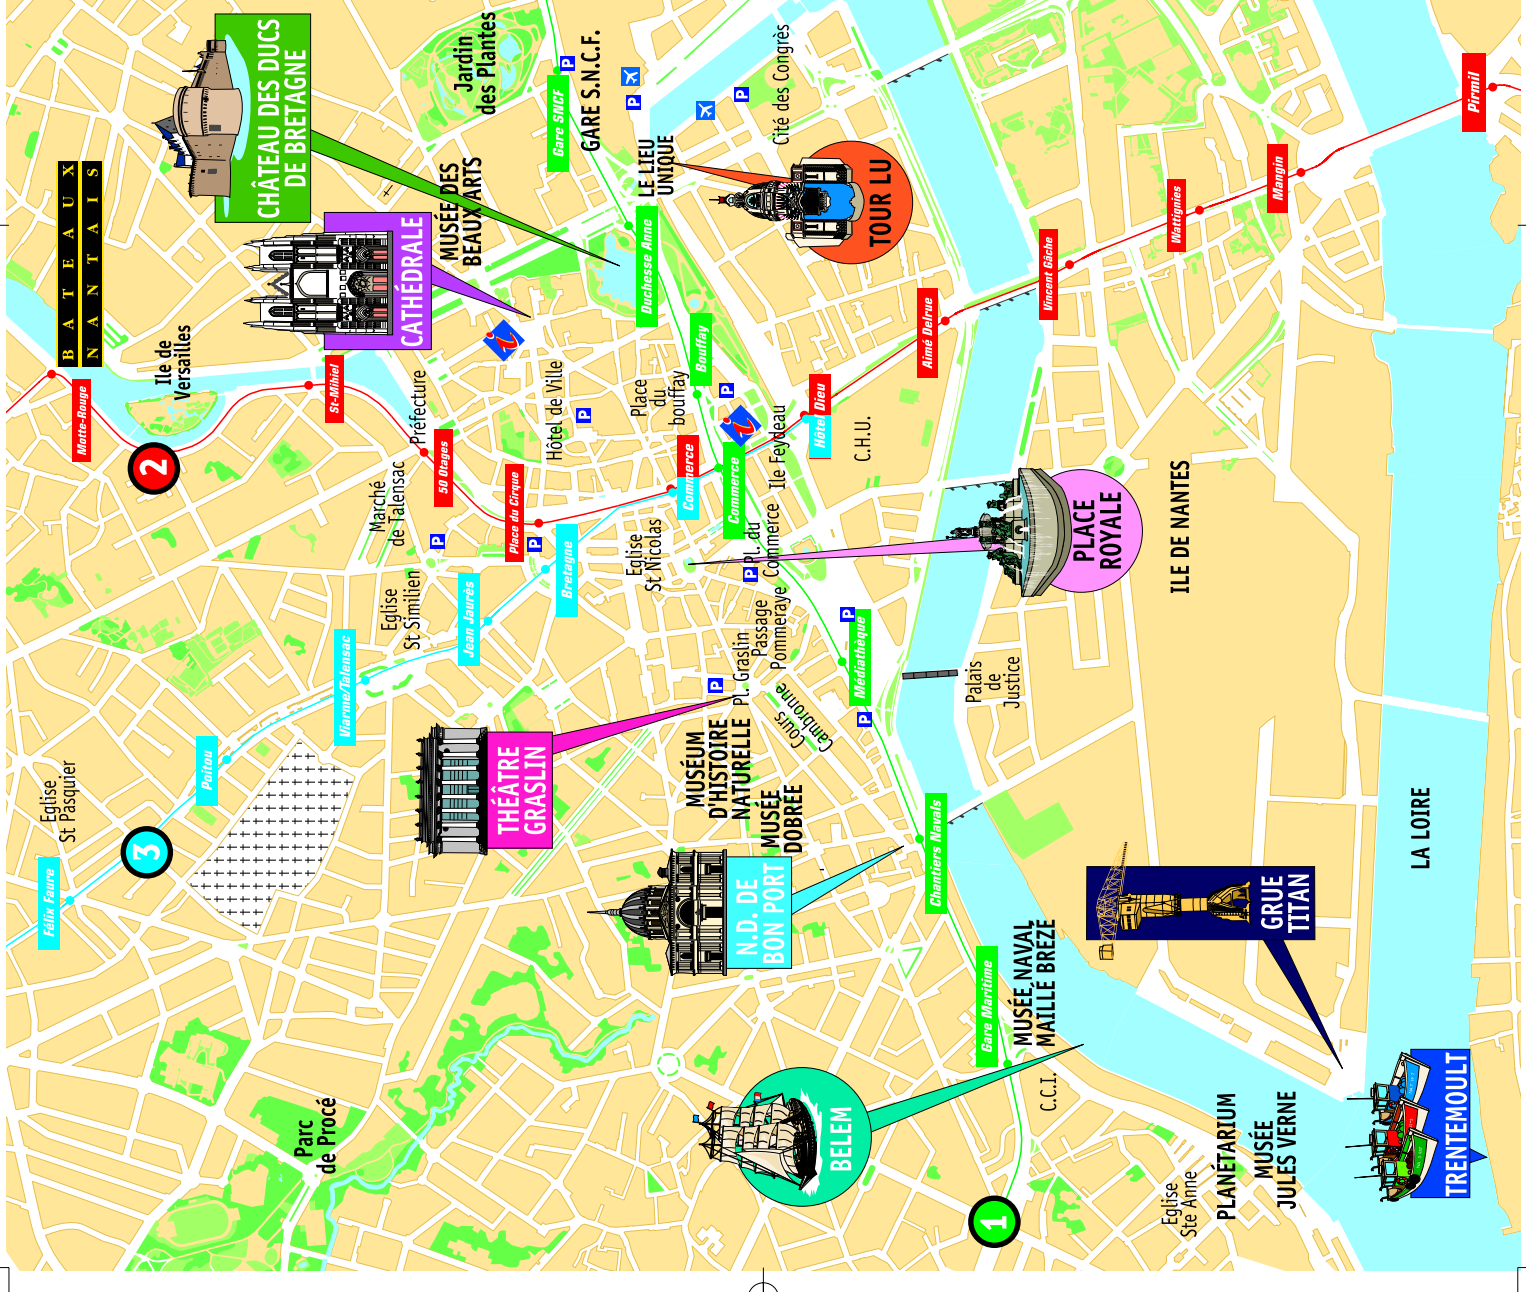 BATEAUX
NANTAIS
CHÂTEAU DES DUCS
DE BRETAGNE
Jardin
des Plantes
Gare SNCF
P
GARE S.N.C.F.
P
P
Cité des Congrès
CATHÉDRALE
MUSÉE DES
BEAUX ARTS
LE LIEU
UNIQUE
TOUR LU
Duchesse Anne
Pirmil
Mangin
Wattignies
Vincent Gâche
Aimé Delrue
Motte-Rouge
Ile de
Versailles
2
St-Mihiel
Préfecture
50 Otages
Marché
de Talensac
P
Place du Cirque
P
Hôtel de Ville
P
i
Place
du
bouffay
Bouffay
P
i
Commerce
Commerce
Ile Feydeau
Hôtel Dieu
C.H.U.
Bretagne
Eglise
St Nicolas
Pl. du
Commerce
P
PLACE
ROYALE
ILE DE NANTES
Eglise
St Similien
Jean Jaurès
Viarme/Talensac
Poitou
Eglise
St Pasquier
3
Félix Faure
THÉÂTRE
GRASLIN
P
Pl. Graslin
Passage
Pommeraye
Cours
Cambronne
P
Médiathèque
P
Palais
de
Justice
MUSÉUM
D'HISTOIRE
NATURELLE
MUSÉE
DOBRÉE
N.D. DE
BON PORT
Chantiers Navals
GRUE
TITAN
LA LOIRE
MUSÉE NAVAL
MAILLÉ BREZÉ
Gare Maritime
C.C.I.
BELEM
1
Parc
de Procé
Eglise
Ste Anne
PLANÉTARIUM
MUSÉE
JULES VERNE
TRENTEMOULT